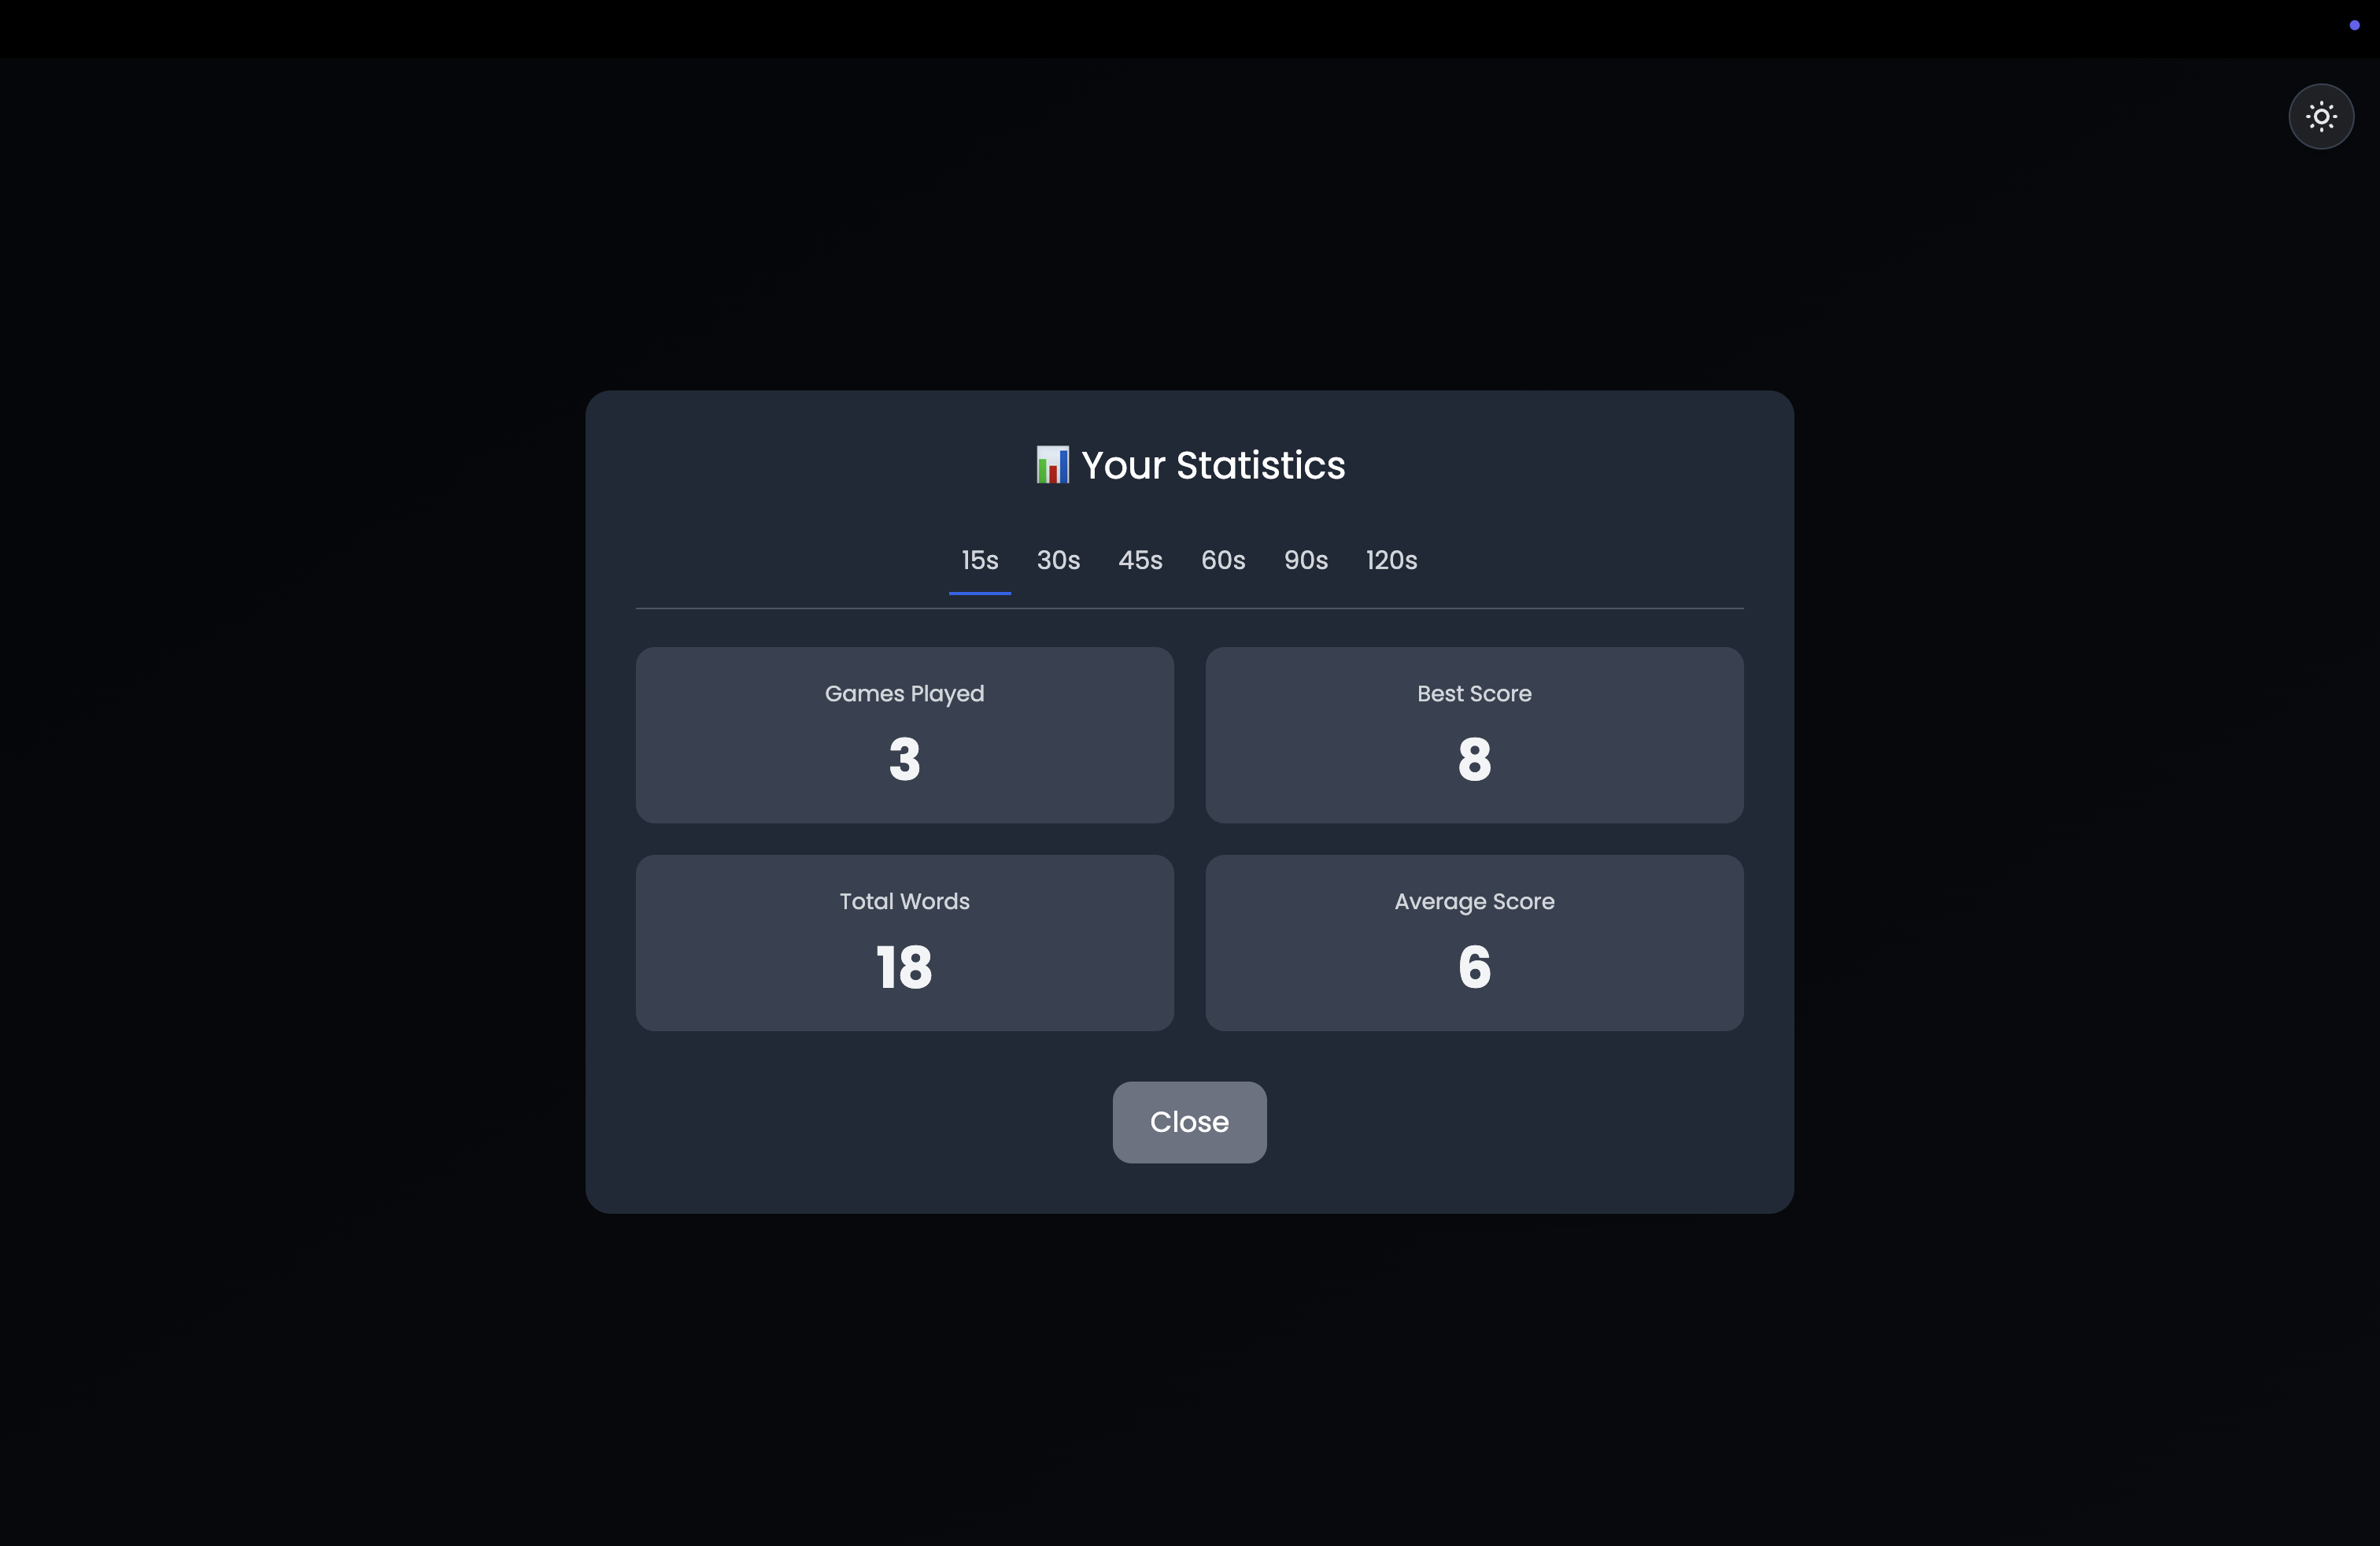 📊 Your Statistics
15s 30s 45s 60s 90s 120s
Games Played
3
Best Score
8
Total Words
18
Average Score
6
Close